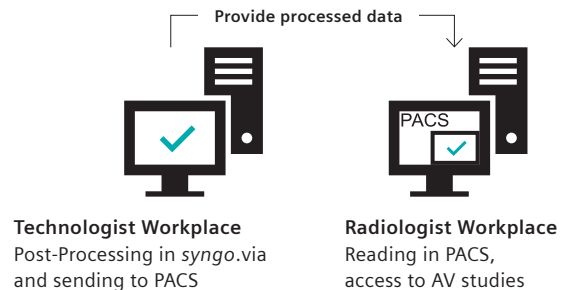 Provide processed data
PACS
Technologist Workplace
Post-Processing in syngo.via
and sending to PACS
Radiologist Workplace
Reading in PACS,
access to AV studies